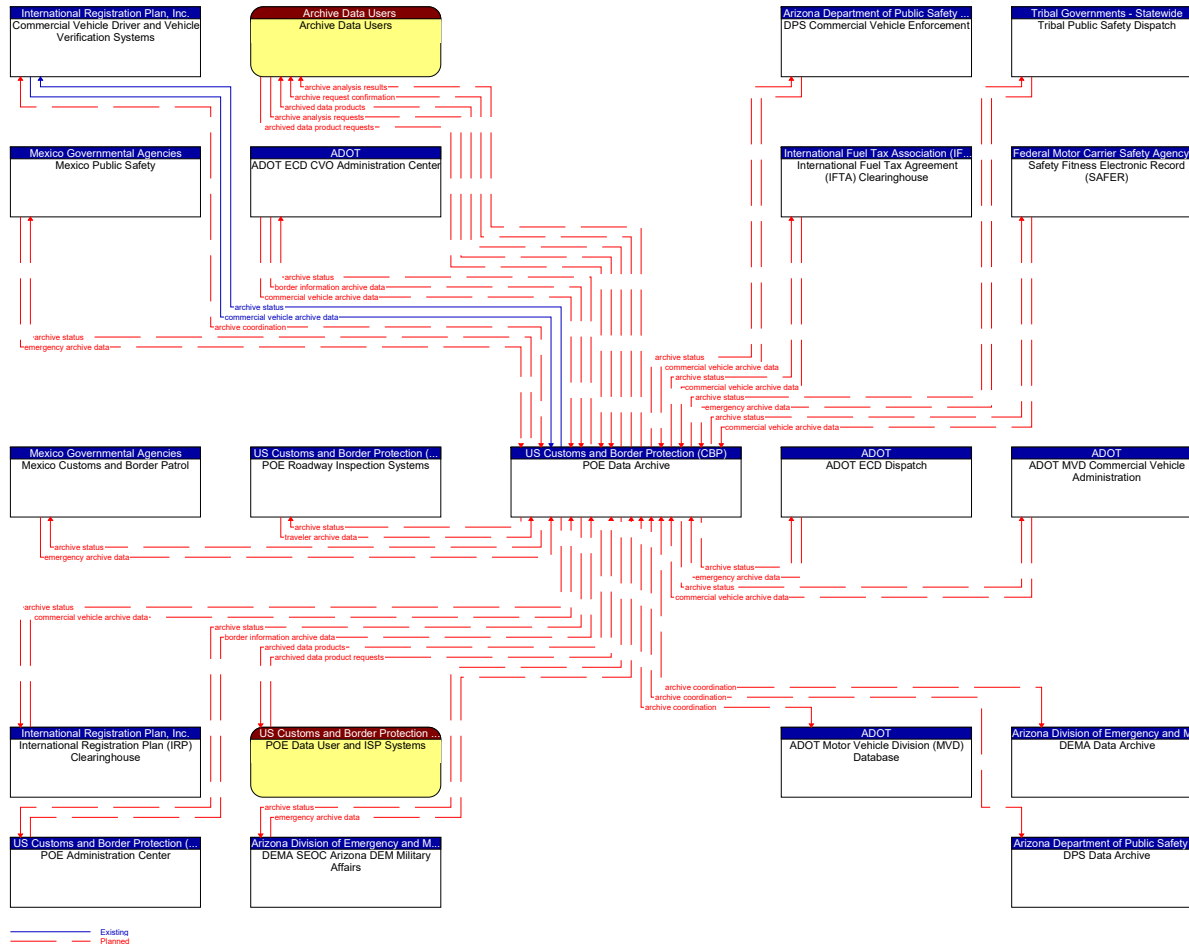 International Registration Plan, Inc.
Commercial Vehicle Driver and Vehicle
Verification Systems
Archive Data Users
Archive Data Users
Arizona Department of Public Safety ...
DPS Commercial Vehicle Enforcement
Tribal Governments - Statewide
Tribal Public Safety Dispatch
archive analysis results
archive request confirmation
archived data products
archive analysis requests
archived data product requests
Mexico Governmental Agencies
Mexico Public Safety
ADOT
ADOT ECD CVO Administration Center
International Fuel Tax Association (IF...
International Fuel Tax Agreement
(IFTA) Clearinghouse
Federal Motor Carrier Safety Agency
Safety Fitness Electronic Record
(SAFER)
archive status
border information archive data
commercial vehicle archive data
archive status
commercial vehicle archive data
archive coordination
archive status
emergency archive data
archive status
commercial vehicle archive data
archive status
commercial vehicle archive data
archive status
emergency archive data
archive status
commercial vehicle archive data
Mexico Governmental Agencies
Mexico Customs and Border Patrol
US Customs and Border Protection (...
POE Roadway Inspection Systems
US Customs and Border Protection (CBP)
POE Data Archive
ADOT
ADOT ECD Dispatch
ADOT
ADOT MVD Commercial Vehicle
Administration
archive status
traveler archive data
archive status
emergency archive data
archive status
emergency archive data
archive status
commercial vehicle archive data
archive status
commercial vehicle archive data
archive status
border information archive data
archived data products
archived data product requests
archive coordination
archive coordination
archive coordination
International Registration Plan, Inc.
International Registration Plan (IRP)
Clearinghouse
US Customs and Border Protection ...
POE Data User and ISP Systems
ADOT
ADOT Motor Vehicle Division (MVD)
Database
Arizona Division of Emergency and M
DEMA Data Archive
archive status
emergency archive data
US Customs and Border Protection (...
POE Administration Center
Arizona Division of Emergency and M...
DEMA SEOC Arizona DEM Military
Affairs
Arizona Department of Public Safety
DPS Data Archive
Existing
Planned